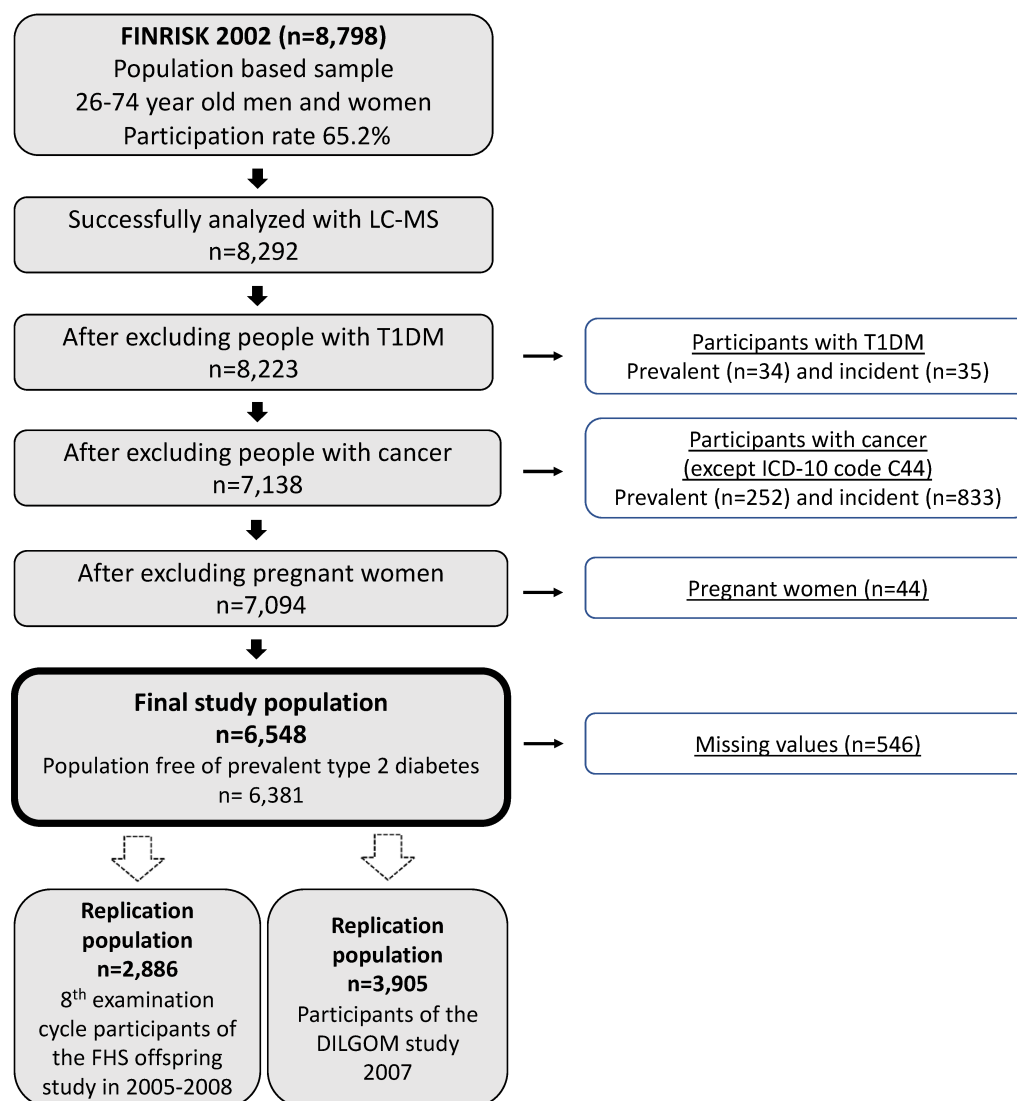 FINRISK 2002 (n=8,798)
Population based sample
26-74 year old men and women
Participation rate 65.2%
Successfully analyzed with LC-MS
n=8,292
After excluding people with T1DM
n=8,223
Participants with T1DM
Prevalent (n=34) and incident (n=35)
After excluding people with cancer
n=7,138
Participants with cancer
(except ICD-10 code C44)
Prevalent (n=252) and incident (n=833)
After excluding pregnant women
n=7,094
Pregnant women (n=44)
Final study population
n=6,548
Population free of prevalent type 2 diabetes
n= 6,381
Missing values (n=546)
Replication
population
n=2,886
8th examination
cycle participants of
the FHS offspring
study in 2005-2008
Replication
population
n=3,905
Participants of the
DILGOM study
2007